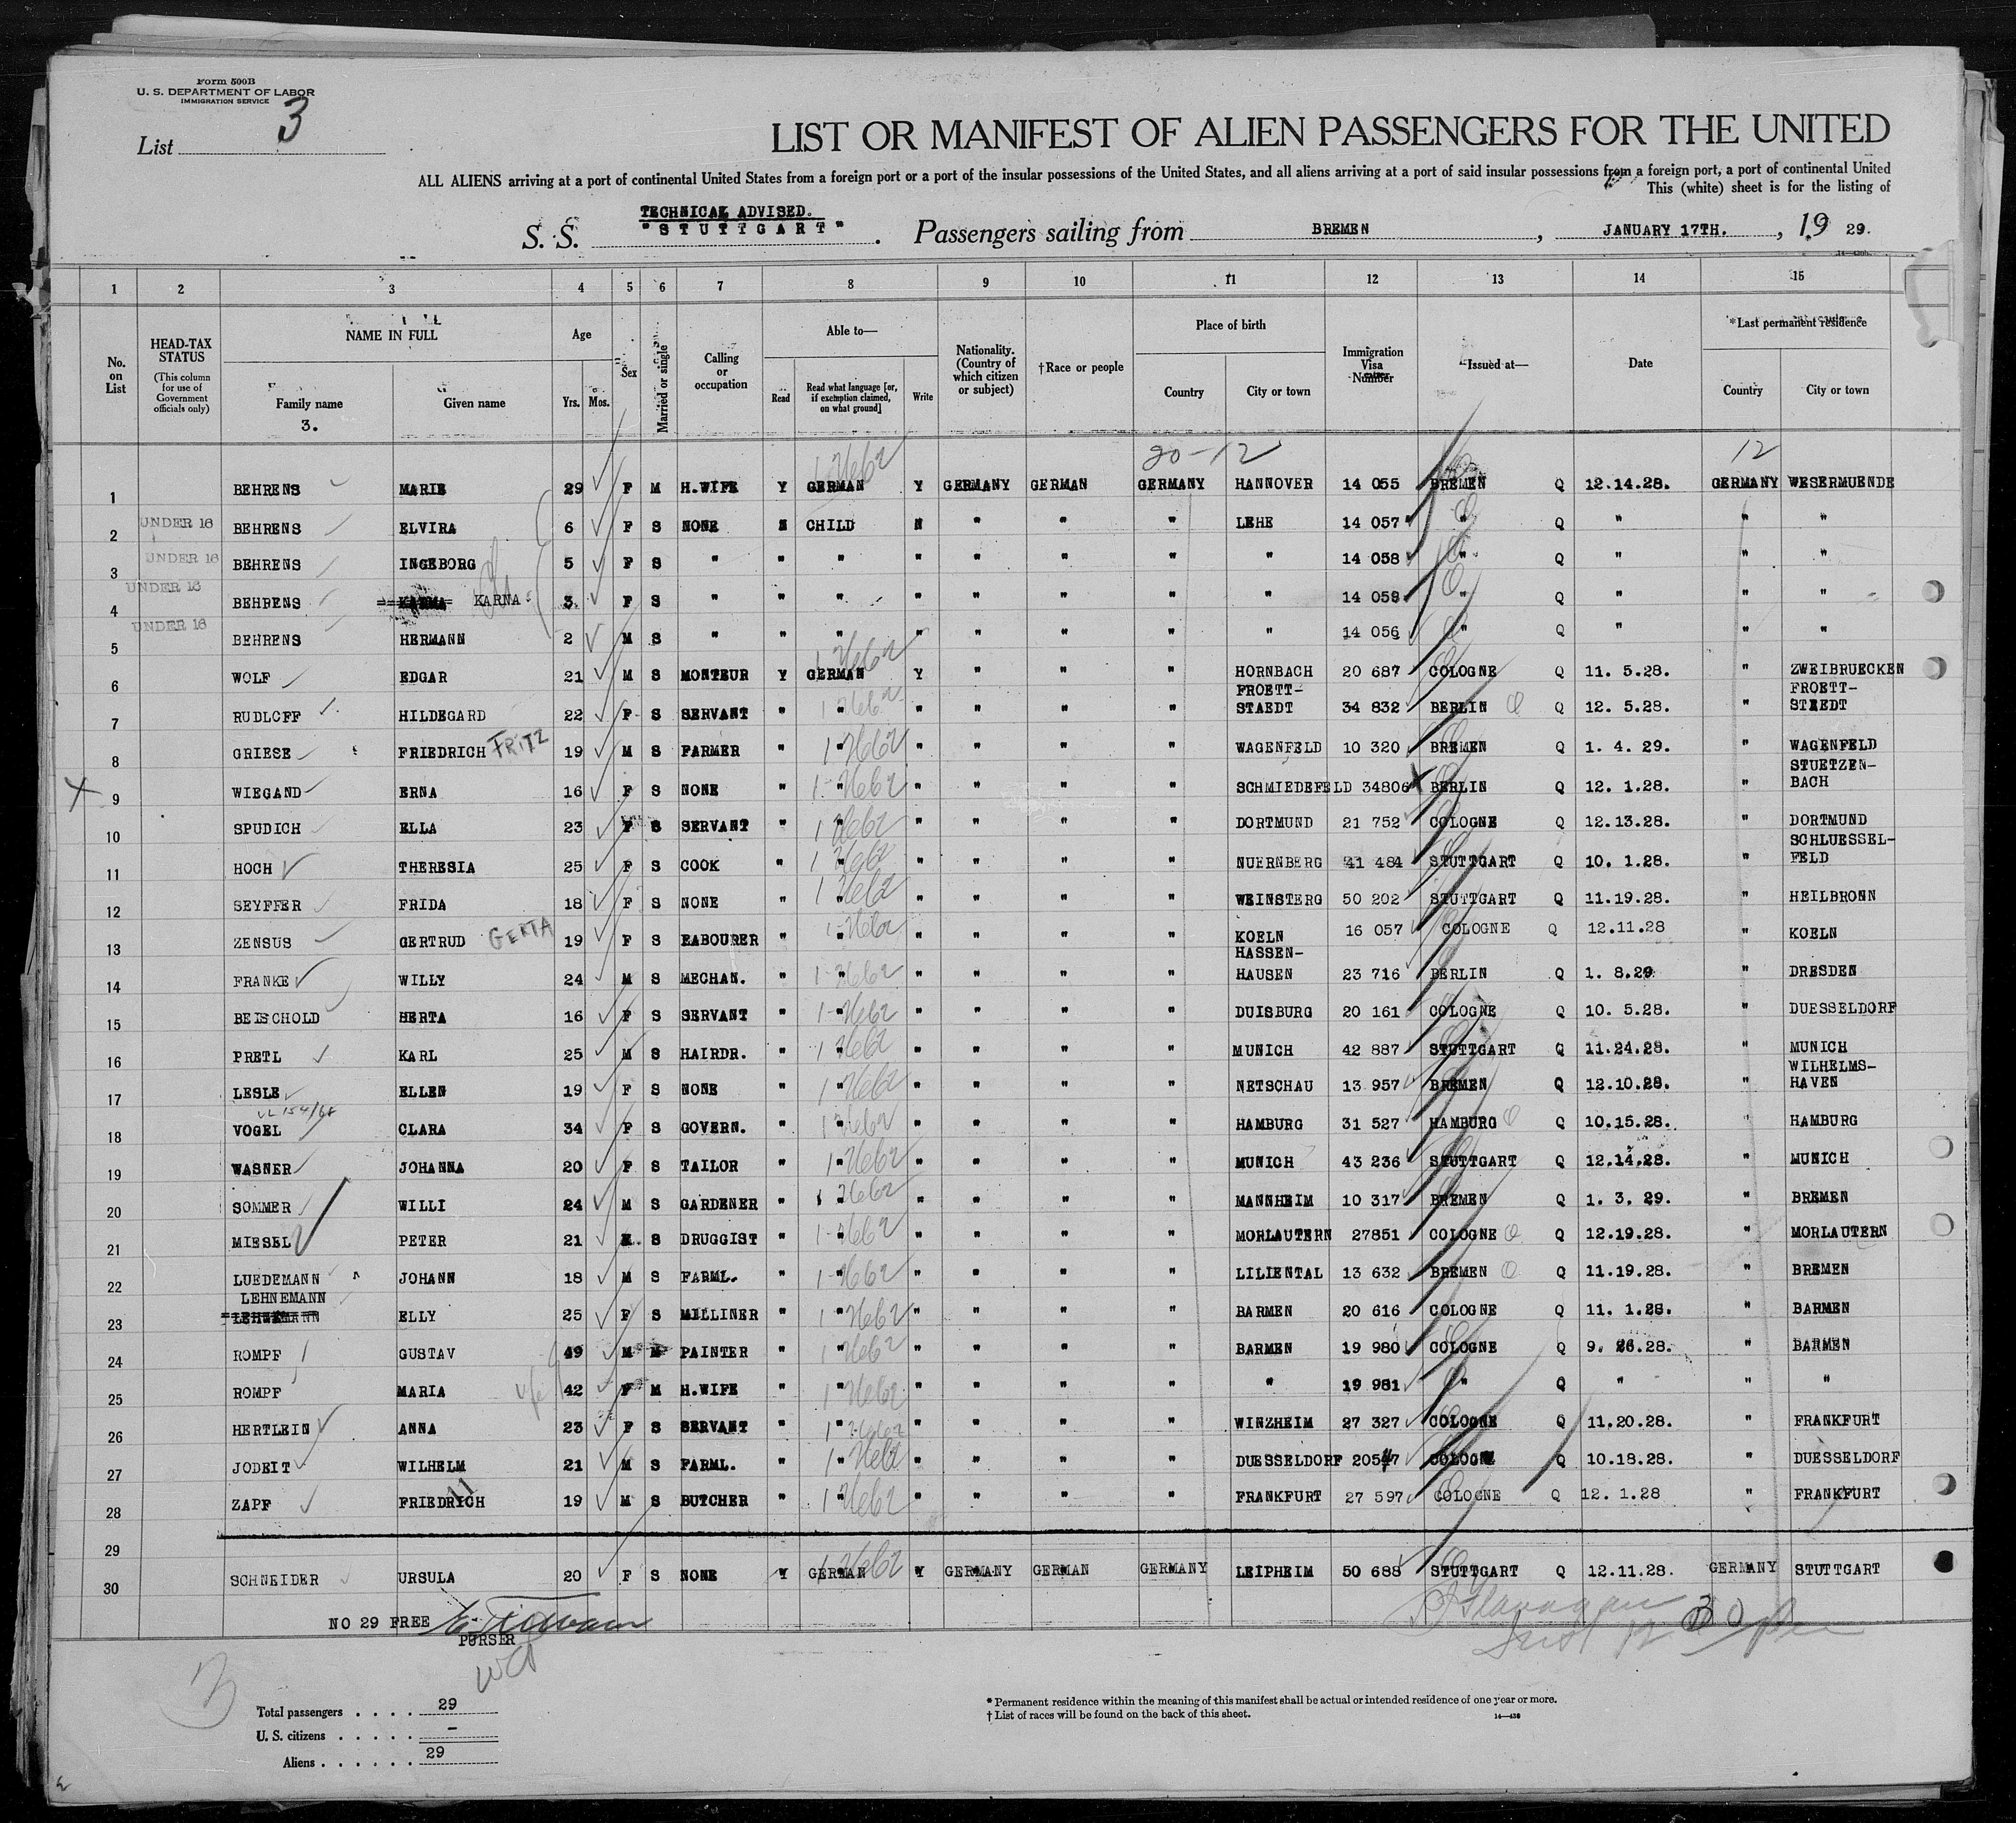 Form 500B
U. S. DEPARTMENT OF LABOR
IMMIGRATION SERVICE
List 3
LIST OR MANIFEST OF ALIEN PASSENGERS FOR THE UNITED
ALL ALIENS arriving at a port of continental United States from a foreign port or a port of the insular possessions of the United States, and all aliens arriving at a port of said insular possessions from a foreign port, a port of continental United
This (white) sheet is for the listing of
TECHNICAL ADVISED.
S. S. "STUTTGART". Passengers sailing from BREMEN, JANUARY 17TH., 19 29.
1 2 3 4 5 6 7 8 9 10 11 12 13 14 15
No. on List
HEAD-TAX STATUS (This column for use of Government officials only)
NAME IN FULL
Family name
3.
Given name
Age
Yrs. Mos.
Sex
Married or single
Calling or occupation
Able to—
Read
Read what language [or, if exemption claimed, on what ground]
Write
Nationality. (Country of which citizen or subject)
†Race or people
Place of birth
Country
City or town
Immigration Visa Number
Issued at—
Date
*Last permanent residence
Country
City or town
20-12 12
1 BEHRENS MARIE 29 F M H.WIFE Y GERMAN Y GERMANY GERMAN GERMANY HANNOVER 14 055 BREMEN Q 12.14.28. GERMANY WESERMUENDE
2 UNDER 16 BEHRENS ELVIRA 6 F S NONE N CHILD N " " " LEHE 14 057 " Q " " "
3 UNDER 16 BEHRENS INGEBORG 5 F S " " " " " " " " 14 058 " Q " " "
4 UNDER 16 BEHRENS KARNA 3. F S " " " " " " " " 14 059 " Q " " "
5 UNDER 16 BEHRENS HERMANN 2 M S " " " " " " " " 14 056 " Q " " "
6 WOLF EDGAR 21 M S MONTEUR Y GERMAN Y " " " HORNBACH 20 687 COLOGNE Q 11. 5.28. " ZWEIBRUECKEN
7 RUDLOFF HILDEGARD 22 F S SERVANT " " " " " " FROETT-STAEDT 34 832 BERLIN Q 12. 5.28. " FROETT-STAEDT
8 GRIESE FRIEDRICH FRITZ 19 M S FARMER " " " " " " WAGENFELD 10 320 BREMEN Q 1. 4. 29. " WAGENFELD
X 9 WIEGAND ERNA 16 F S NONE " " " " " " SCHMIEDEFELD 34806 X BERLIN Q 12. 1.28. " STUETZEN-BACH
10 SPUDICH ELLA 23 F S SERVANT " " " " " " DORTMUND 21 752 COLOGNE Q 12.13.28. " DORTMUND
11 HOCH THERESIA 25 F S COOK " " " " " " NUERNBERG 41 484 STUTTGART Q 10. 1.28. " SCHLUESSEL-FELD
12 SEYFFER FRIDA 18 F S NONE " " " " " " WEINSTERG 50 202 STUTTGART Q 11.19.28. " HEILBRONN
13 ZENSUS GERTRUD GERTA 19 F S LABOURER " " " " " " KOELN 16 057 COLOGNE Q 12.11.28 " KOELN
14 FRANKE WILLY 24 M S MECHAN. " " " " " " HASSEN-HAUSEN 23 716 BERLIN Q 1. 8.29 " DRESDEN
15 BEISCHOLD HERTA 16 F S SERVANT " " " " " " DUISBURG 20 161 COLOGNE Q 10. 5.28. " DUESSELDORF
16 PRETL KARL 25 M S HAIRDR. " " " " " " MUNICH 42 887 STUTTGART Q 11.24.28. " MUNICH
17 LESLE ELLEN 19 F S NONE " " " " " " NETSCHAU 13 957 BREMEN Q 12.10.28. " WILHELMS-HAVEN
18 VOGEL CLARA 34 F S GOVERN. " " " " " " HAMBURG 31 527 HAMBURG Q 10.15.28. " HAMBURG
19 WASNER JOHANNA 20 F S TAILOR " " " " " " MUNICH 43 236 STUTTGART Q 12.14.28. " MUNICH
20 SOMMER WILLI 24 M S GARDENER " " " " " " MANNHEIM 10 317 BREMEN Q 1. 3. 29. " BREMEN
21 MIESEL PETER 21 M. S DRUGGIST " " " " " " MORLAUTERN 27851 COLOGNE Q 12.19.28. " MORLAUTERN
22 LUEDEMANN JOHANN 18 M S FARML. " " " " " " LILIENTAL 13 632 BREMEN Q 11.19.28. " BREMEN
23 LEHNEMANN ELLY 25 F S MILLINER " " " " " " BARMEN 20 616 COLOGNE Q 11. 1.28. " BARMEN
24 ROMPF GUSTAV 49 M M PAINTER " " " " " " BARMEN 19 980 COLOGNE Q 9. 26.28. " BARMEN
25 ROMPF MARIA 42 F M H.WIFE " " " " " " " 19 981 " Q " " "
26 HERTLEIN ANNA 23 F S SERVANT " " " " " " WINZHEIM 27 327 COLOGNE Q 11.20.28. " FRANKFURT
27 JODEIT WILHELM 21 M S FARML. " " " " " " DUESSELDORF 20547 COLOGNE Q 10.18.28. " DUESSELDORF
28 ZAPF FRIEDRICH 19 M S BUTCHER " " " " " " FRANKFURT 27 597 COLOGNE Q 12. 1.28 " FRANKFURT
29
30 SCHNEIDER URSULA 20 F S NONE Y GERMAN Y GERMANY GERMAN GERMANY LEIPHEIM 50 688 STUTTGART Q 12.11.28. GERMANY STUTTGART
NO 29 FREE
PURSER
Total passengers . . . . 29
U. S. citizens . . . . . –
Aliens . . . . . . 29
* Permanent residence within the meaning of this manifest shall be actual or intended residence of one year or more.
† List of races will be found on the back of this sheet.